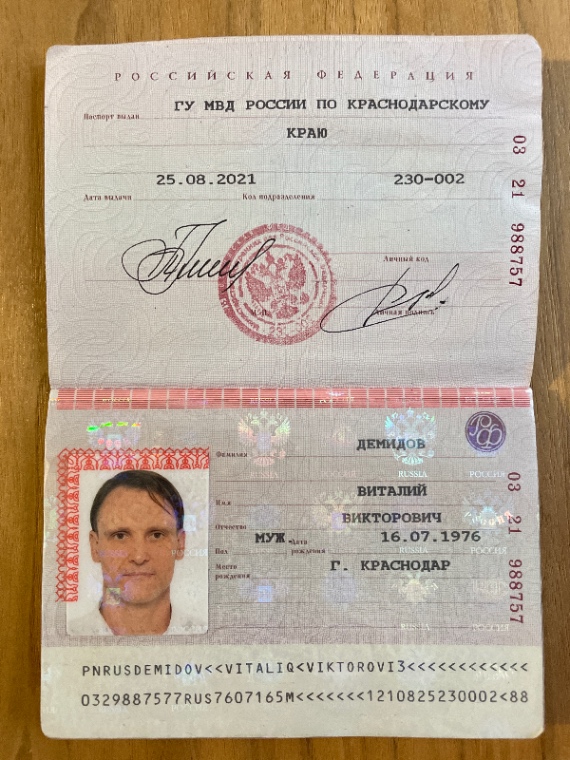 РОССИЙСКАЯ ФЕДЕРАЦИЯ
Паспорт выдан ГУ МВД РОССИИ ПО КРАСНОДАРСКОМУ
КРАЮ
25.08.2021 230-002
Дата выдачи Код подразделения
03 21 988757
Личный код
Личная подпись
Фамилия ДЕМИДОВ
RUSSIA РОССИЯ
Имя ВИТАЛИЙ
Отчество ВИКТОРОВИЧ
Пол МУЖ. Дата рождения 16.07.1976
Место рождения Г. КРАСНОДАР
03 21 988757
PNRUSDEMIDOV<<VITALIQ<VIKTOROVI3<<<<<<<<<<<<
0329887577RUS7607165M<<<<<<<1210825230002<88